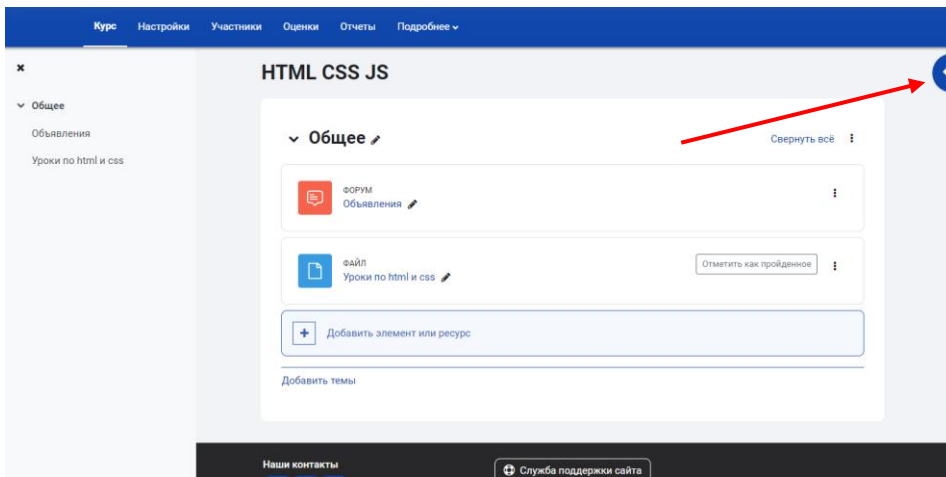 Курс Настройки Участники Оценки Отчеты Подробнее
Общее
Объявления
Уроки по html и css
HTML CSS JS
Общее
Свернуть всё
ФОРУМ
Объявления
ФАЙЛ
Уроки по html и css
Отметить как пройденное
Добавить элемент или ресурс
Добавить темы
Наши контакты
Служба поддержки сайта